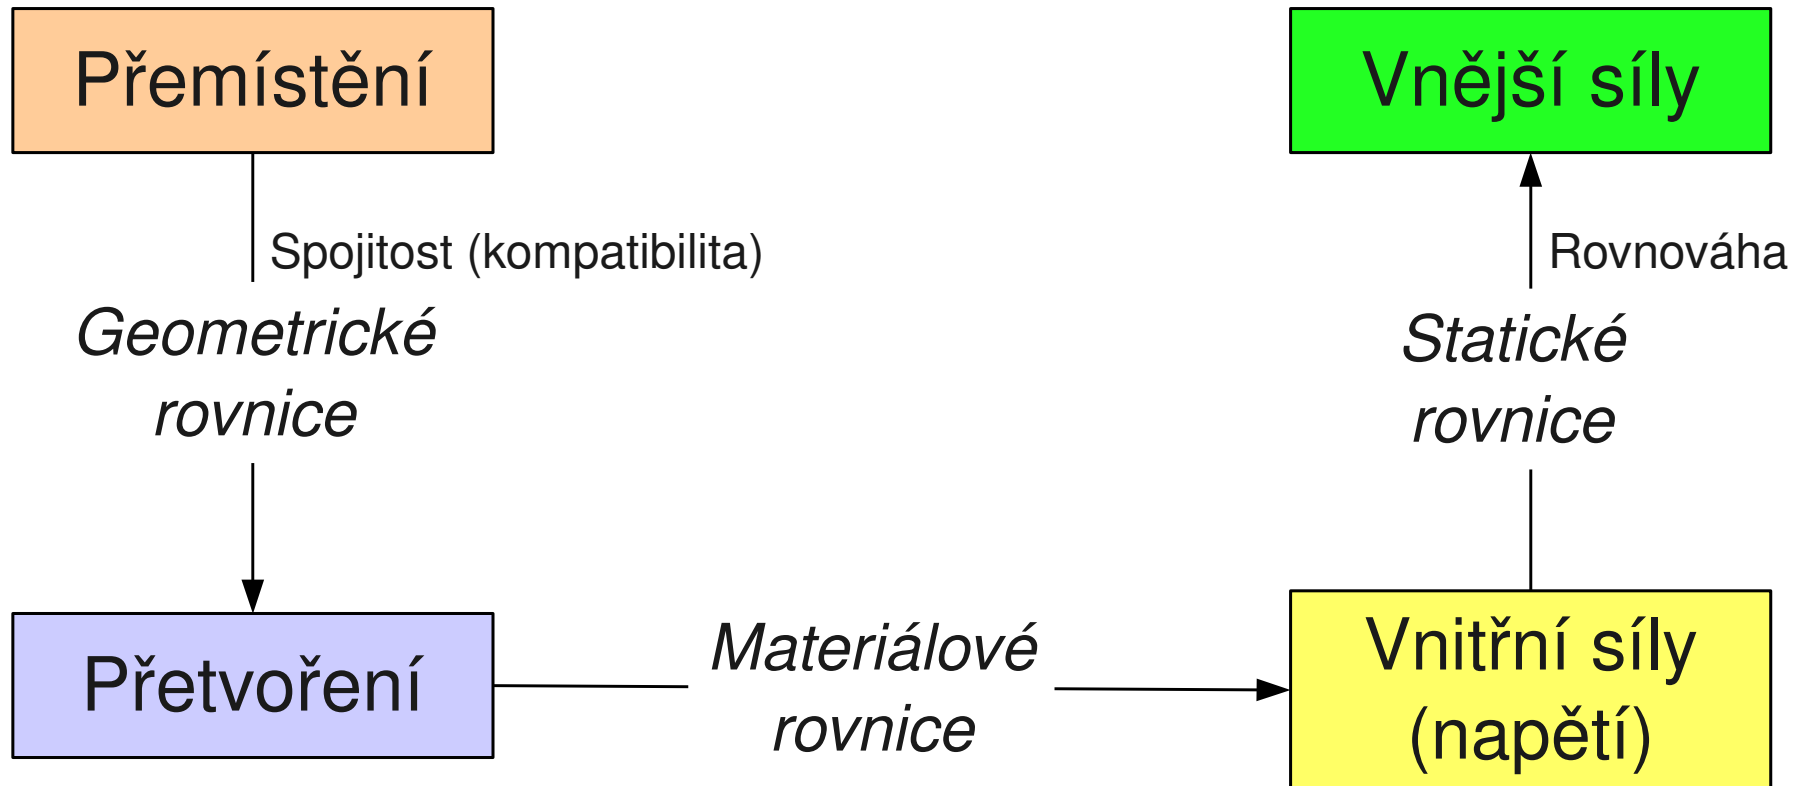 Přemístění
Spojitost (kompatibilita)
Geometrické
rovnice
Přetvoření
Materiálové
rovnice
Vnitřní síly
(napětí)
Statické
rovnice
Rovnováha
Vnější síly